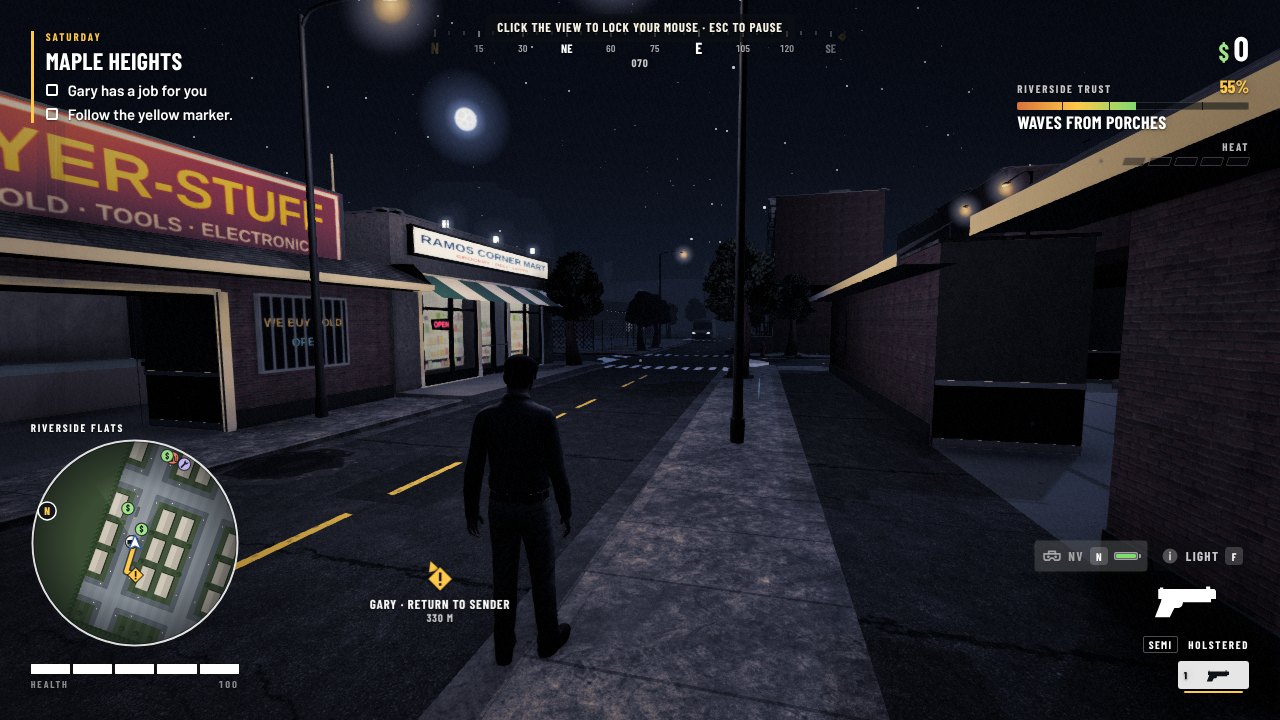 CLICK THE VIEW TO LOCK YOUR MOUSE · ESC TO PAUSE
N 15 30 NE 60 75 E 105 120 SE
070
SATURDAY
MAPLE HEIGHTS
Gary has a job for you
Follow the yellow marker.
$0
RIVERSIDE TRUST 55%
WAVES FROM PORCHES
HEAT
YER-STUFF
OLD · TOOLS · ELECTRONIC
RAMOS CORNER MART
OPEN
WE BUY OLD
OPE
RIVERSIDE FLATS
N
$
$
$
!
HEALTH 100
!
GARY · RETURN TO SENDER
330 M
NV N
LIGHT F
SEMI HOLSTERED
1